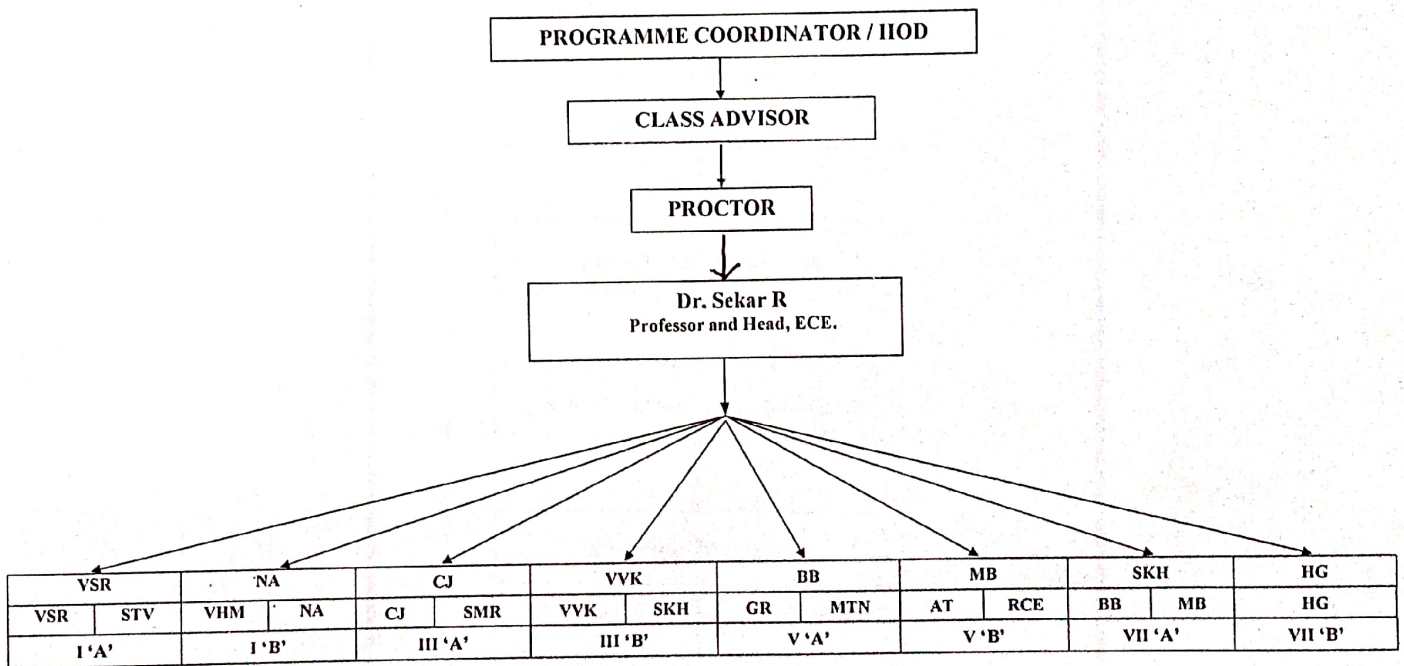 PROGRAMME COORDINATOR / HOD
CLASS ADVISOR
PROCTOR
Dr. Sekar R
Professor and Head, ECE.
VSR NA CJ VVK BB MB SKH HG
VSR STV VHM NA CJ SMR VVK SKH GR MTN AT RCE BB MB HG
I ‘A’ I ‘B’ III ‘A’ III ‘B’ V ‘A’ V ‘B’ VII ‘A’ VII ‘B’